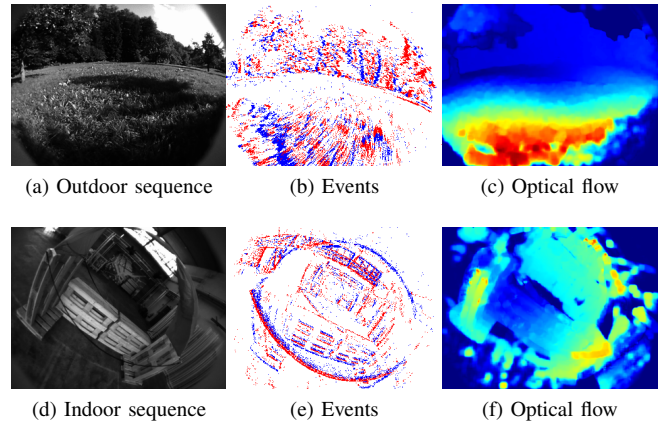 (a) Outdoor sequence
(b) Events
(c) Optical flow
(d) Indoor sequence
(e) Events
(f) Optical flow